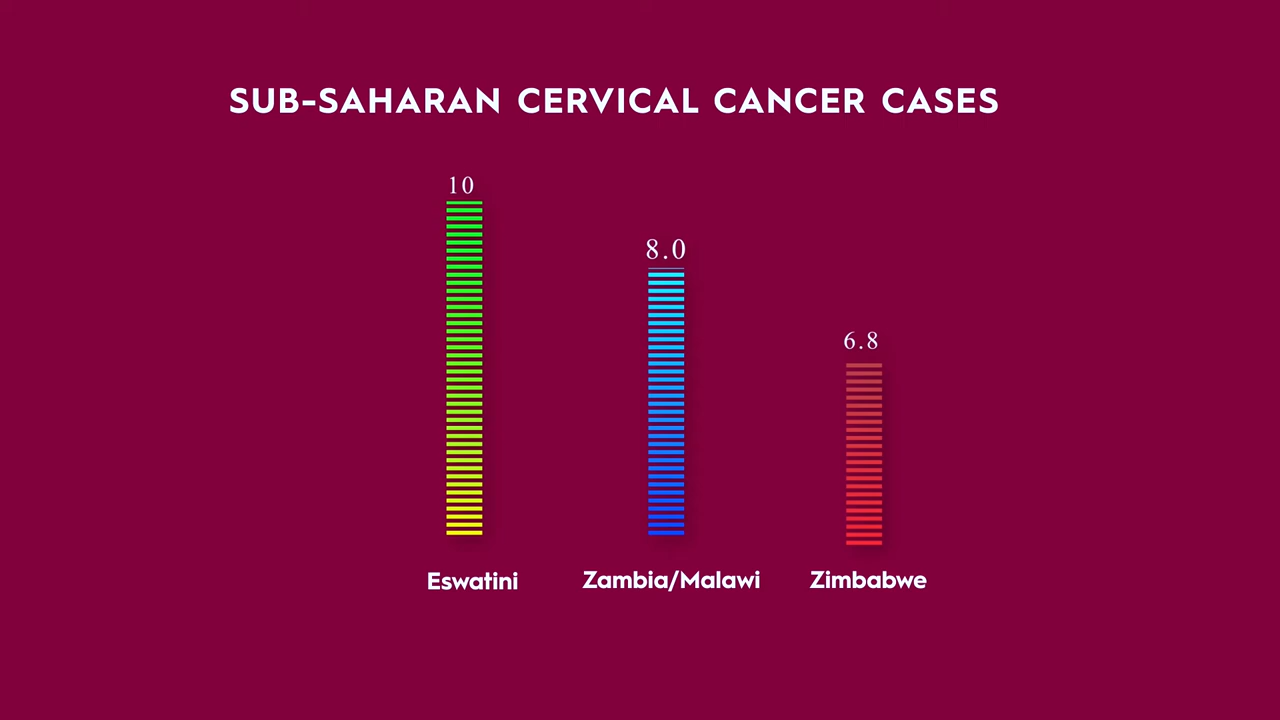 SUB-SAHARAN CERVICAL CANCER CASES
10
8.0
6.8
Eswatini
Zambia/Malawi
Zimbabwe